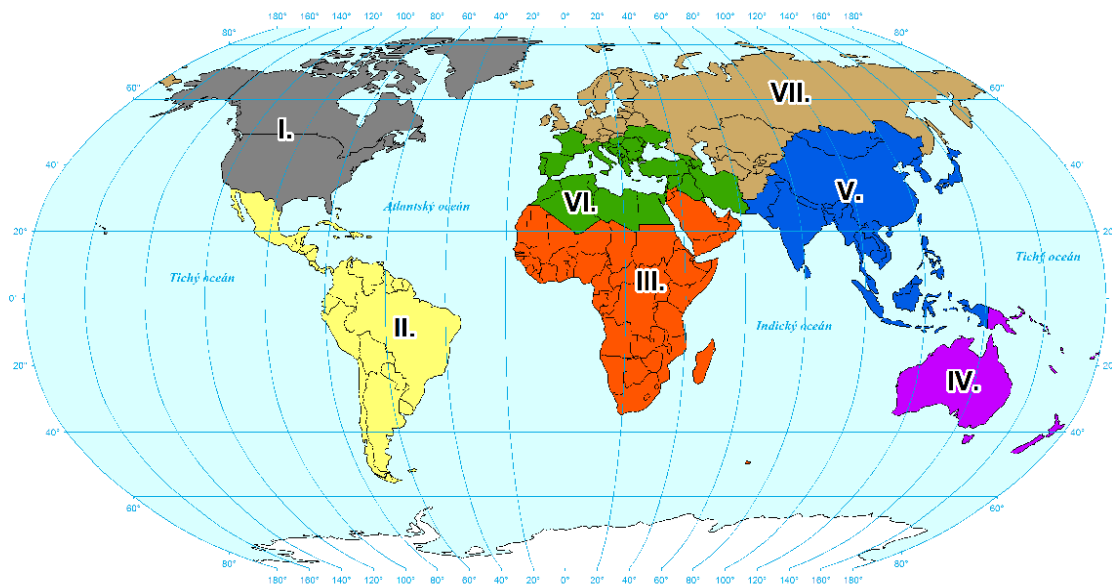 180° 160° 140° 120° 100° 80° 60° 40° 20° 0° 20° 40° 60° 80° 100° 120° 140° 160° 180°
80° 80°
60° 60°
VII.
I.
40° 40°
VI. V.
Atlantský oceán
20° 20°
Tichý oceán Tichý oceán
III.
0° 0°
II.
Indický oceán
20° 20°
IV.
40° 40°
60° 60°
80° 80°
160° 140° 120° 100° 80° 60° 40° 20° 0° 20° 40° 60° 80° 100° 120° 140° 160°